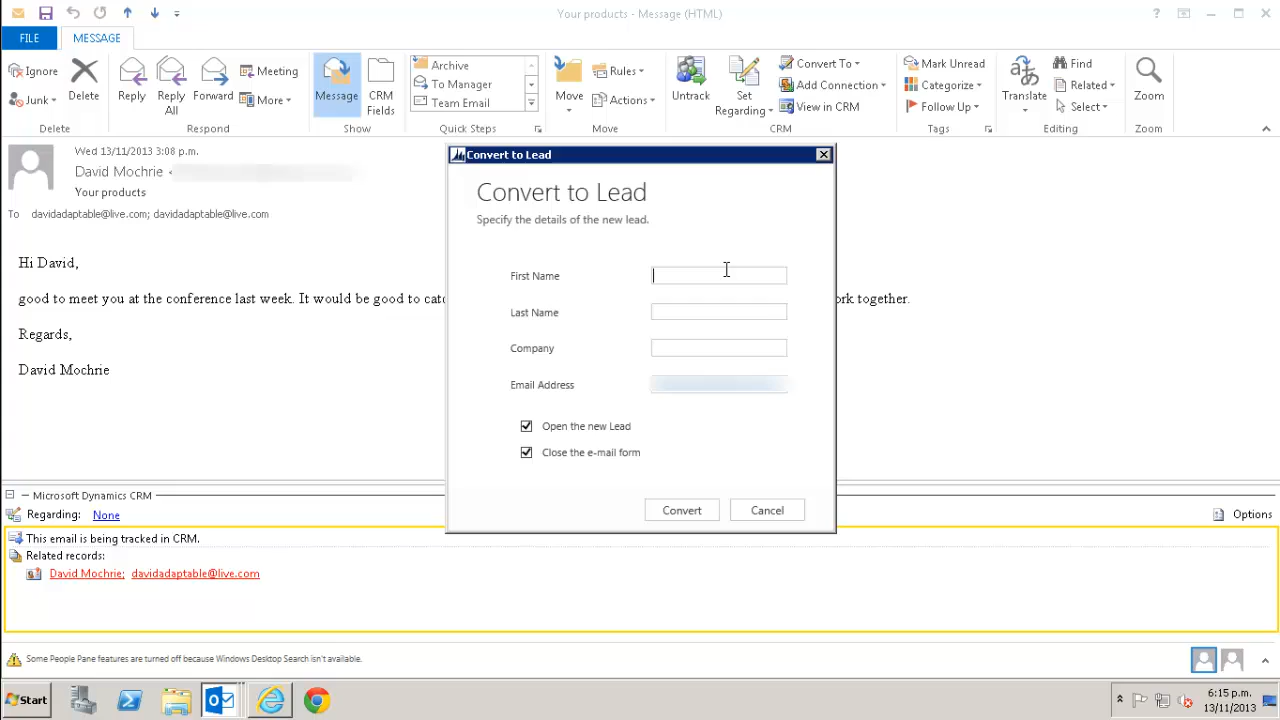 Your products - Message (HTML)
FILE
MESSAGE
Ignore
Junk
Delete
Reply
Reply All
Forward
Meeting
More
Message
CRM Fields
Archive
To Manager
Team Email
Move
Rules
Actions
Untrack
Set Regarding
Convert To
Add Connection
View in CRM
Mark Unread
Categorize
Follow Up
Translate
Find
Related
Select
Zoom
Delete
Respond
Show
Quick Steps
Move
CRM
Tags
Editing
Zoom
Wed 13/11/2013 3:08 p.m.
David Mochrie <
Your products
To davidadaptable@live.com; davidadaptable@live.com
Hi David,
good to meet you at the conference last week. It would be good to
ork together.
Regards,
David Mochrie
Convert to Lead
Convert to Lead
Specify the details of the new lead.
First Name
Last Name
Company
Email Address
Open the new Lead
Close the e-mail form
Convert
Cancel
Microsoft Dynamics CRM
Regarding: None
Options
This email is being tracked in CRM.
Related records:
David Mochrie; davidadaptable@live.com
Some People Pane features are turned off because Windows Desktop Search isn't available.
Start
6:15 p.m.
13/11/2013